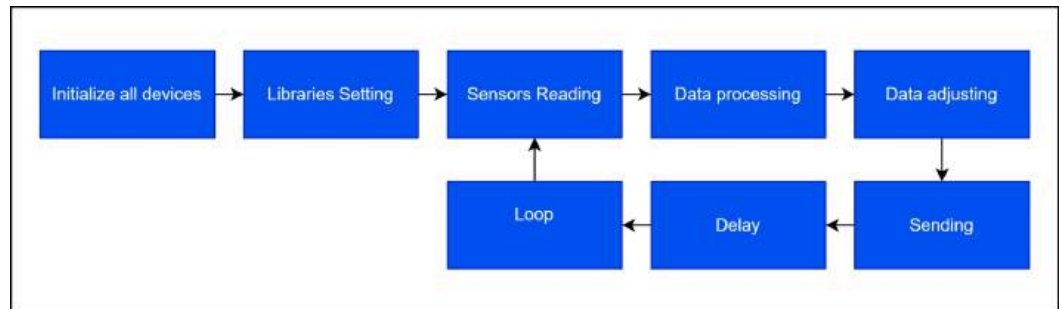 Initialize all devices
Libraries Setting
Sensors Reading
Data processing
Data adjusting
Loop
Delay
Sending